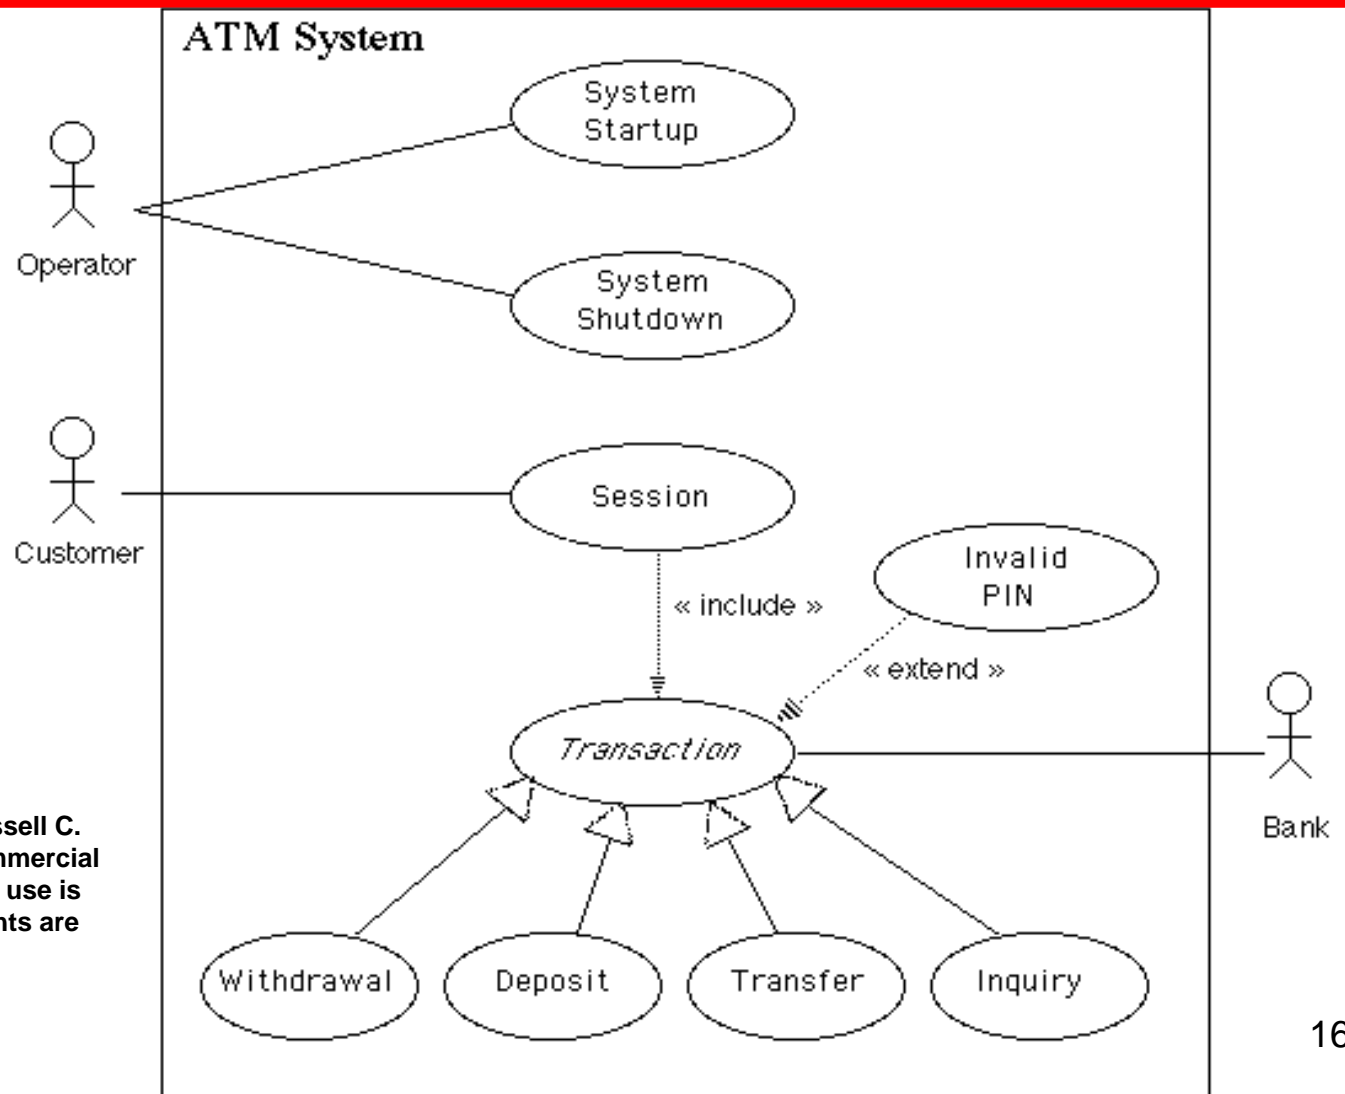 ATM System
System
Startup
Operator
System
Shutdown
Session
Customer
Invalid
PIN
« include »
« extend »
Transaction
Bank
ssell C.
nmercial
use is
nts are
Withdrawal
Deposit
Transfer
Inquiry
16